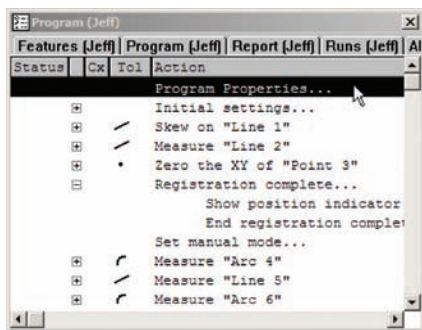 Program (Jeff)
Features (Jeff) Program (Jeff) Report (Jeff) Runs (Jeff)
Status Cx Tol Action
Program Properties...
Initial settings...
Skew on "Line 1"
Measure "Line 2"
Zero the XY of "Point 3"
Registration complete...
Show position indicator
End registration complet
Set manual mode...
Measure "Arc 4"
Measure "Line 5"
Measure "Arc 6"